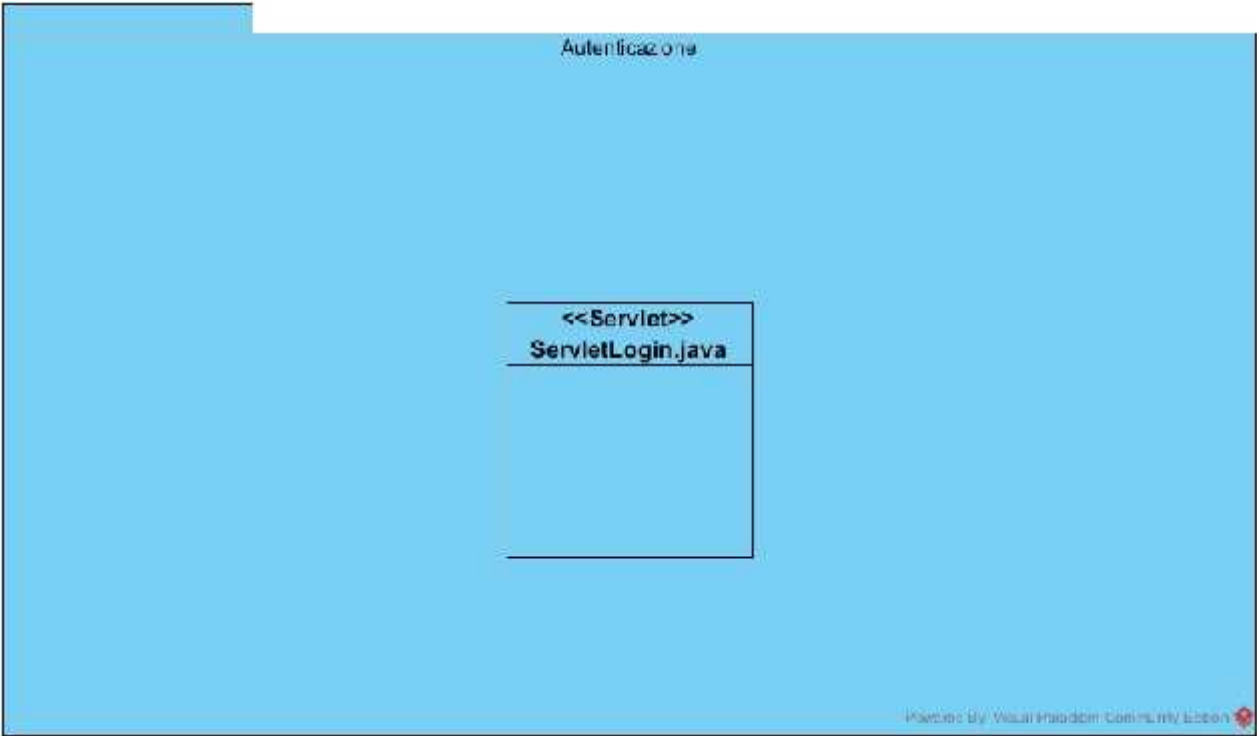 Autenticazione
<<Servlet>>
ServletLogin.java
Powered By Visual Paradigm Community Edition